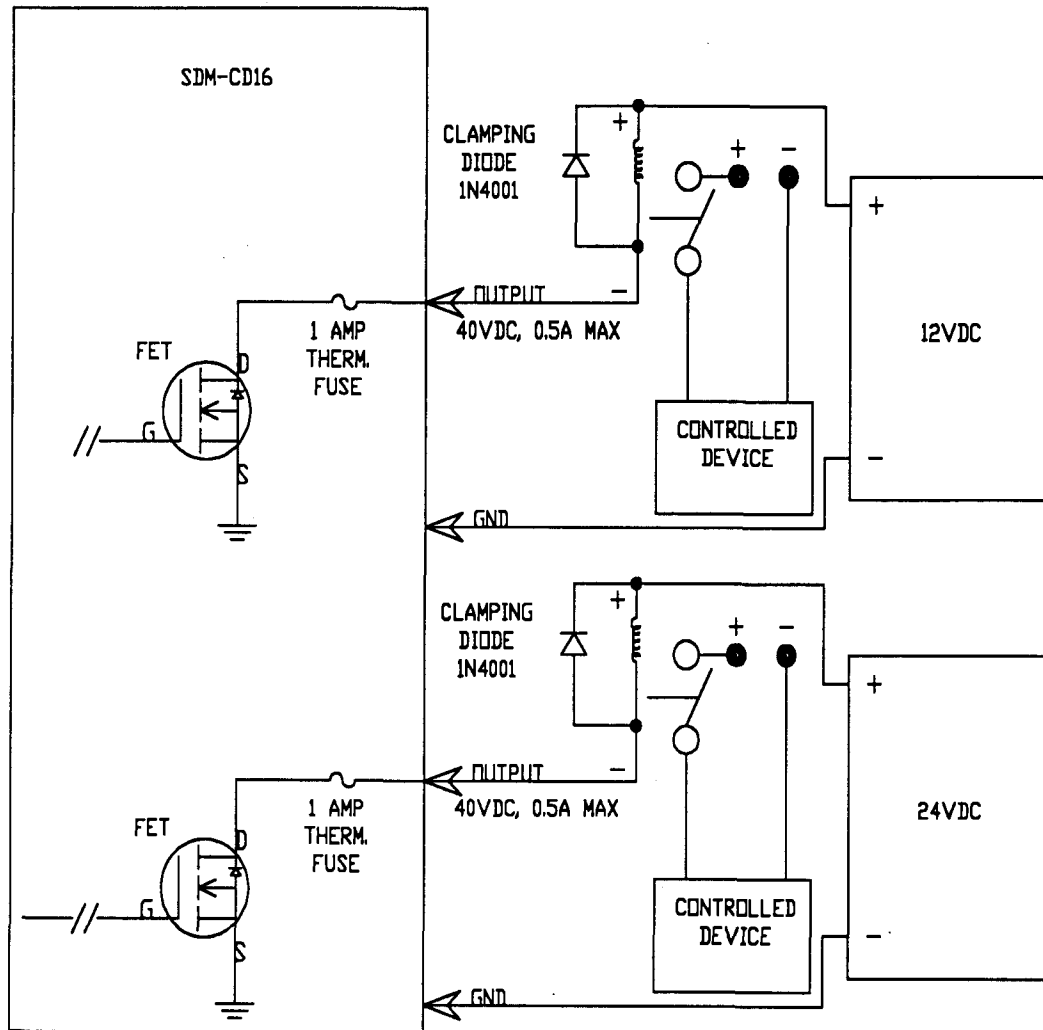 SDM-CD16
CLAMPING
DIODE
1N4001
+
+ -
+
OUTPUT -
40VDC, 0.5A MAX
1 AMP
THERM.
FUSE
FET
D
G
S
12VDC
CONTROLLED
DEVICE
-
GND
CLAMPING
DIODE
1N4001
+
+ -
+
OUTPUT -
40VDC, 0.5A MAX
1 AMP
THERM.
FUSE
FET
D
G
S
24VDC
CONTROLLED
DEVICE
-
GND